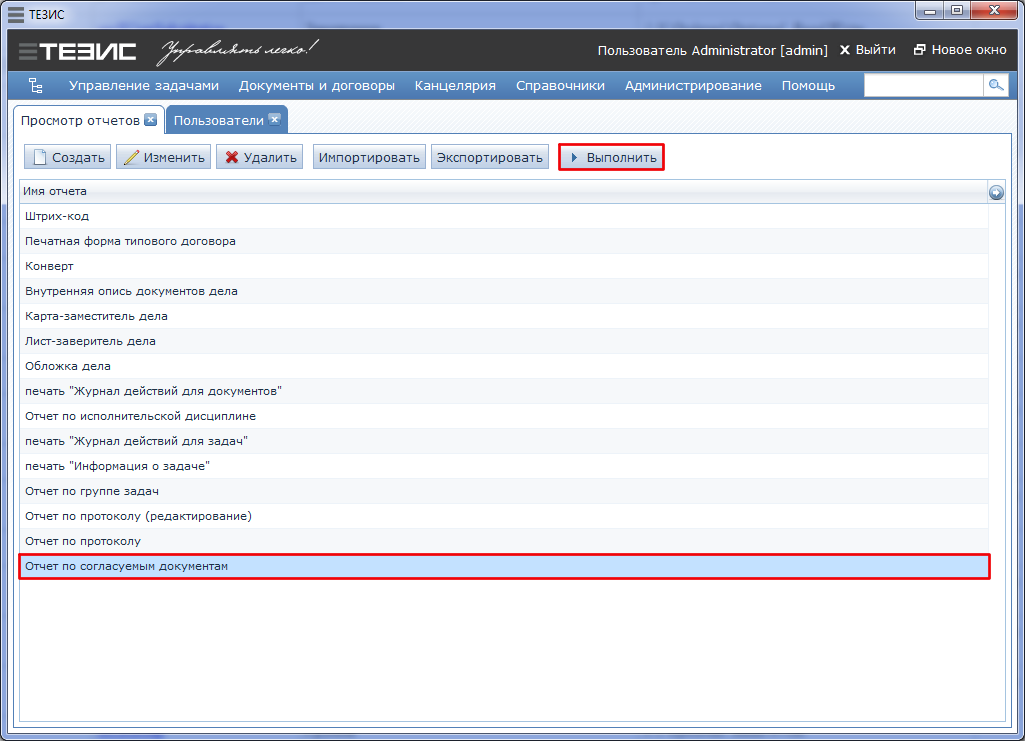 ТЕЗИС
ТЕЗИС Управлять легко! Пользователь Administrator [admin] Выйти Новое окно
Управление задачами Документы и договоры Канцелярия Справочники Администрирование Помощь
Просмотр отчетов Пользователи
Создать Изменить Удалить Импортировать Экспортировать Выполнить
Имя отчета
Штрих-код
Печатная форма типового договора
Конверт
Внутренняя опись документов дела
Карта-заместитель дела
Лист-заверитель дела
Обложка дела
печать "Журнал действий для документов"
Отчет по исполнительской дисциплине
печать "Журнал действий для задач"
печать "Информация о задаче"
Отчет по группе задач
Отчет по протоколу (редактирование)
Отчет по протоколу
Отчет по согласуемым документам